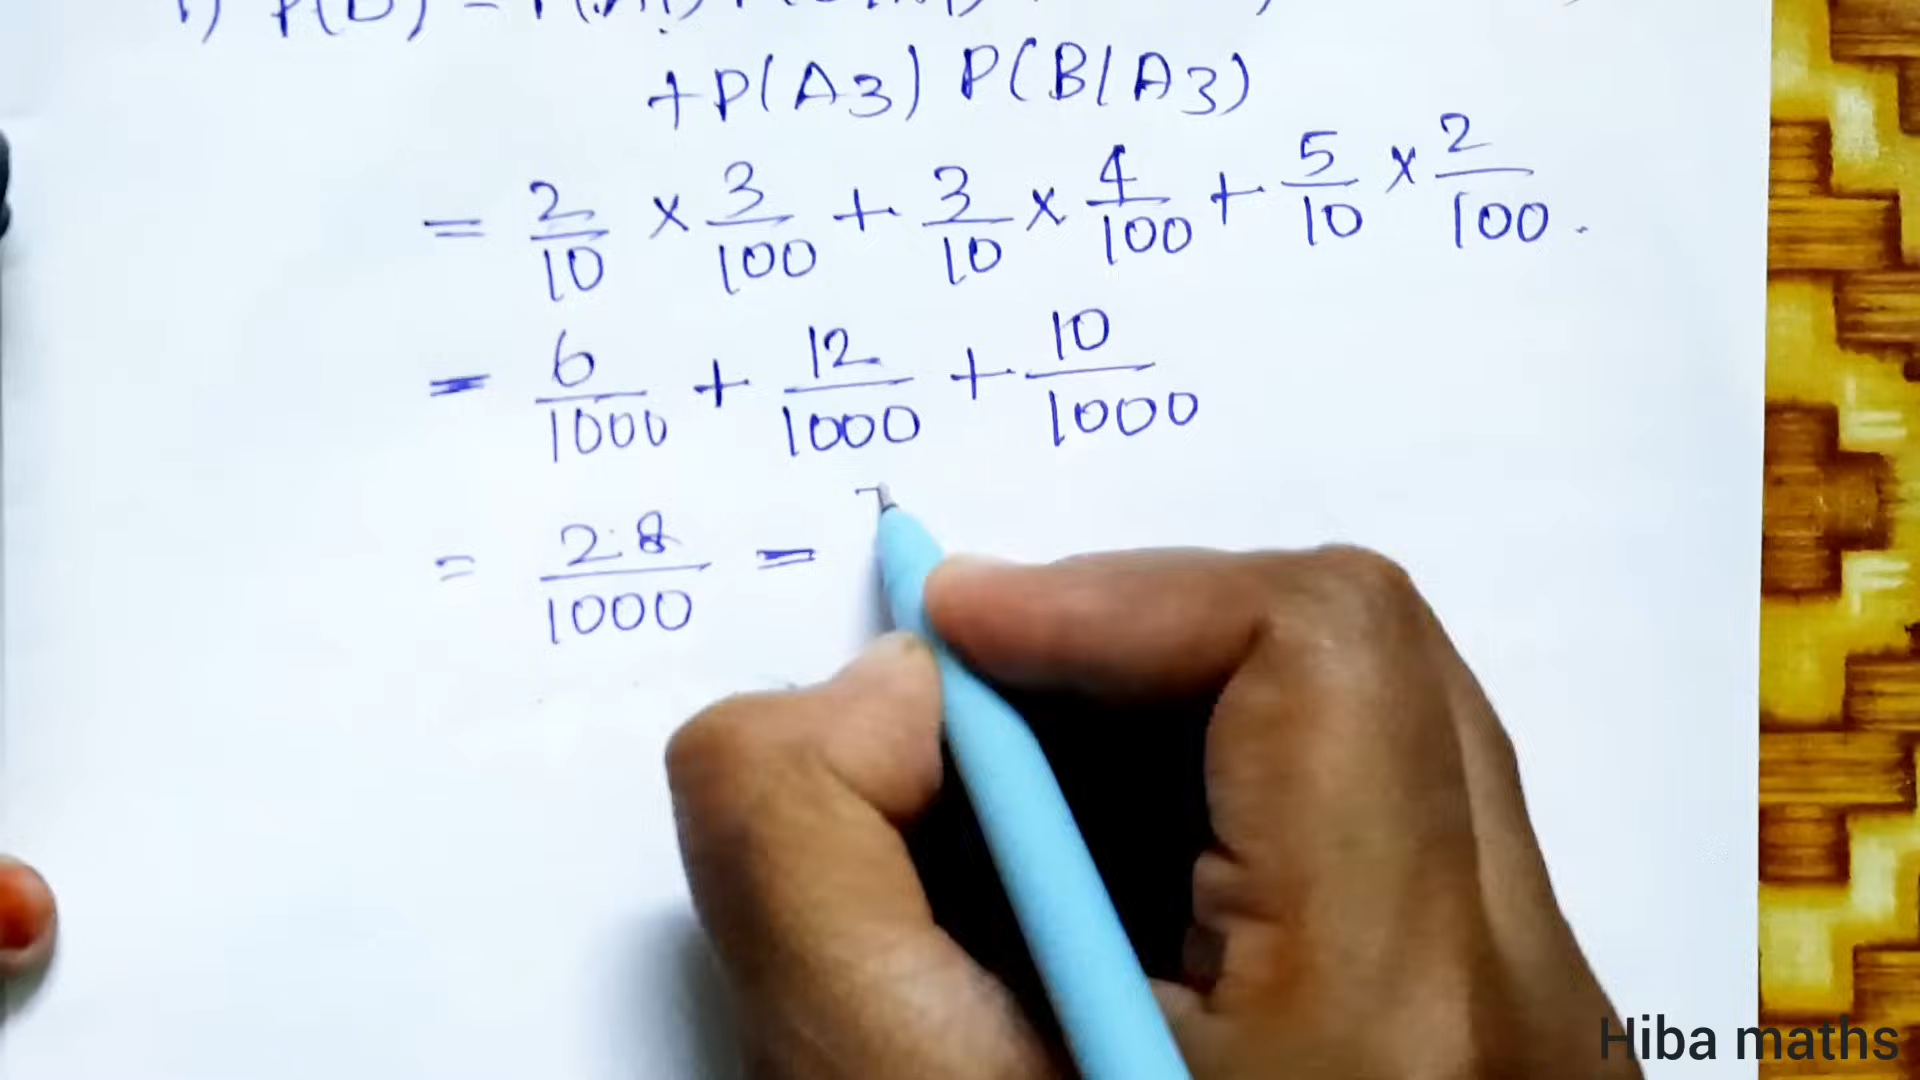 P(B) =
+P(A3) P(B/A3)
= 2/10 × 3/100 + 3/10 × 4/100 + 5/10 × 2/100.
= 6/1000 + 12/1000 + 10/1000
= 28/1000 =
Hiba maths